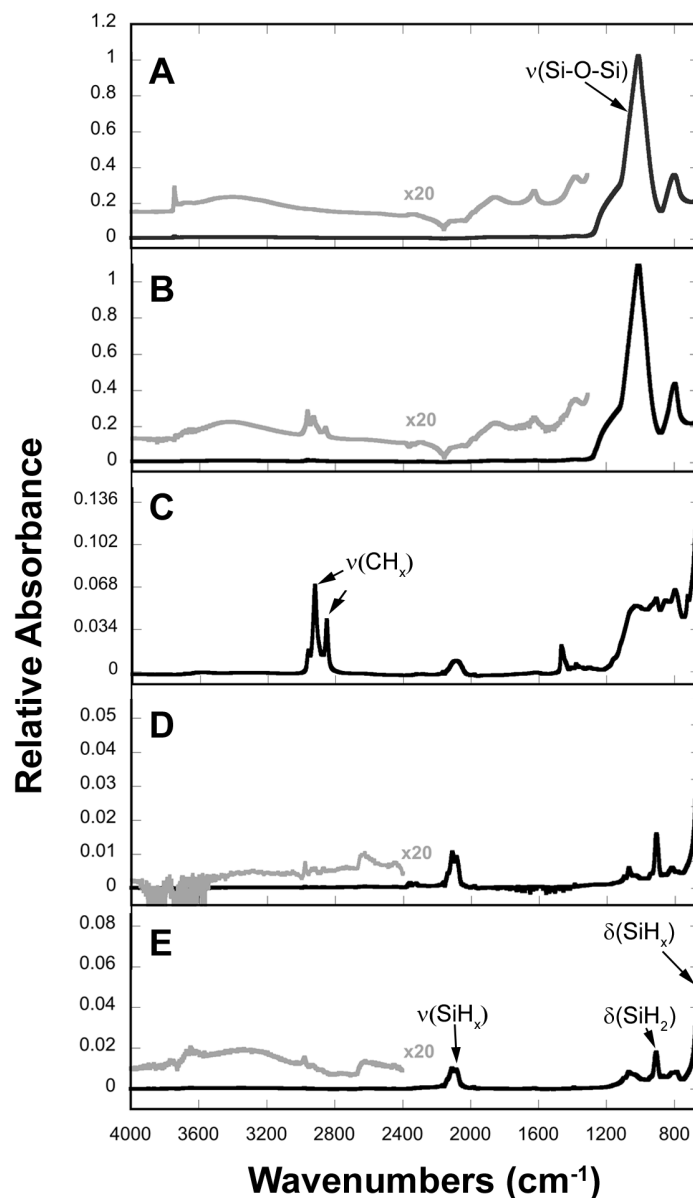 Relative Absorbance
1.2
A
ν(Si-O-Si)
1
0.8
0.6
0.4
x20
0.2
0
B
1
0.8
0.6
0.4
x20
0.2
0
C
0.136
0.102
ν(CHx)
0.068
0.034
0
D
0.05
0.04
0.03
0.02
0.01
x20
0
E
0.08
δ(SiHx)
0.06
0.04
ν(SiHx)
δ(SiH2)
0.02
x20
0
4000 3600 3200 2800 2400 2000 1600 1200 800
Wavenumbers (cm-1)